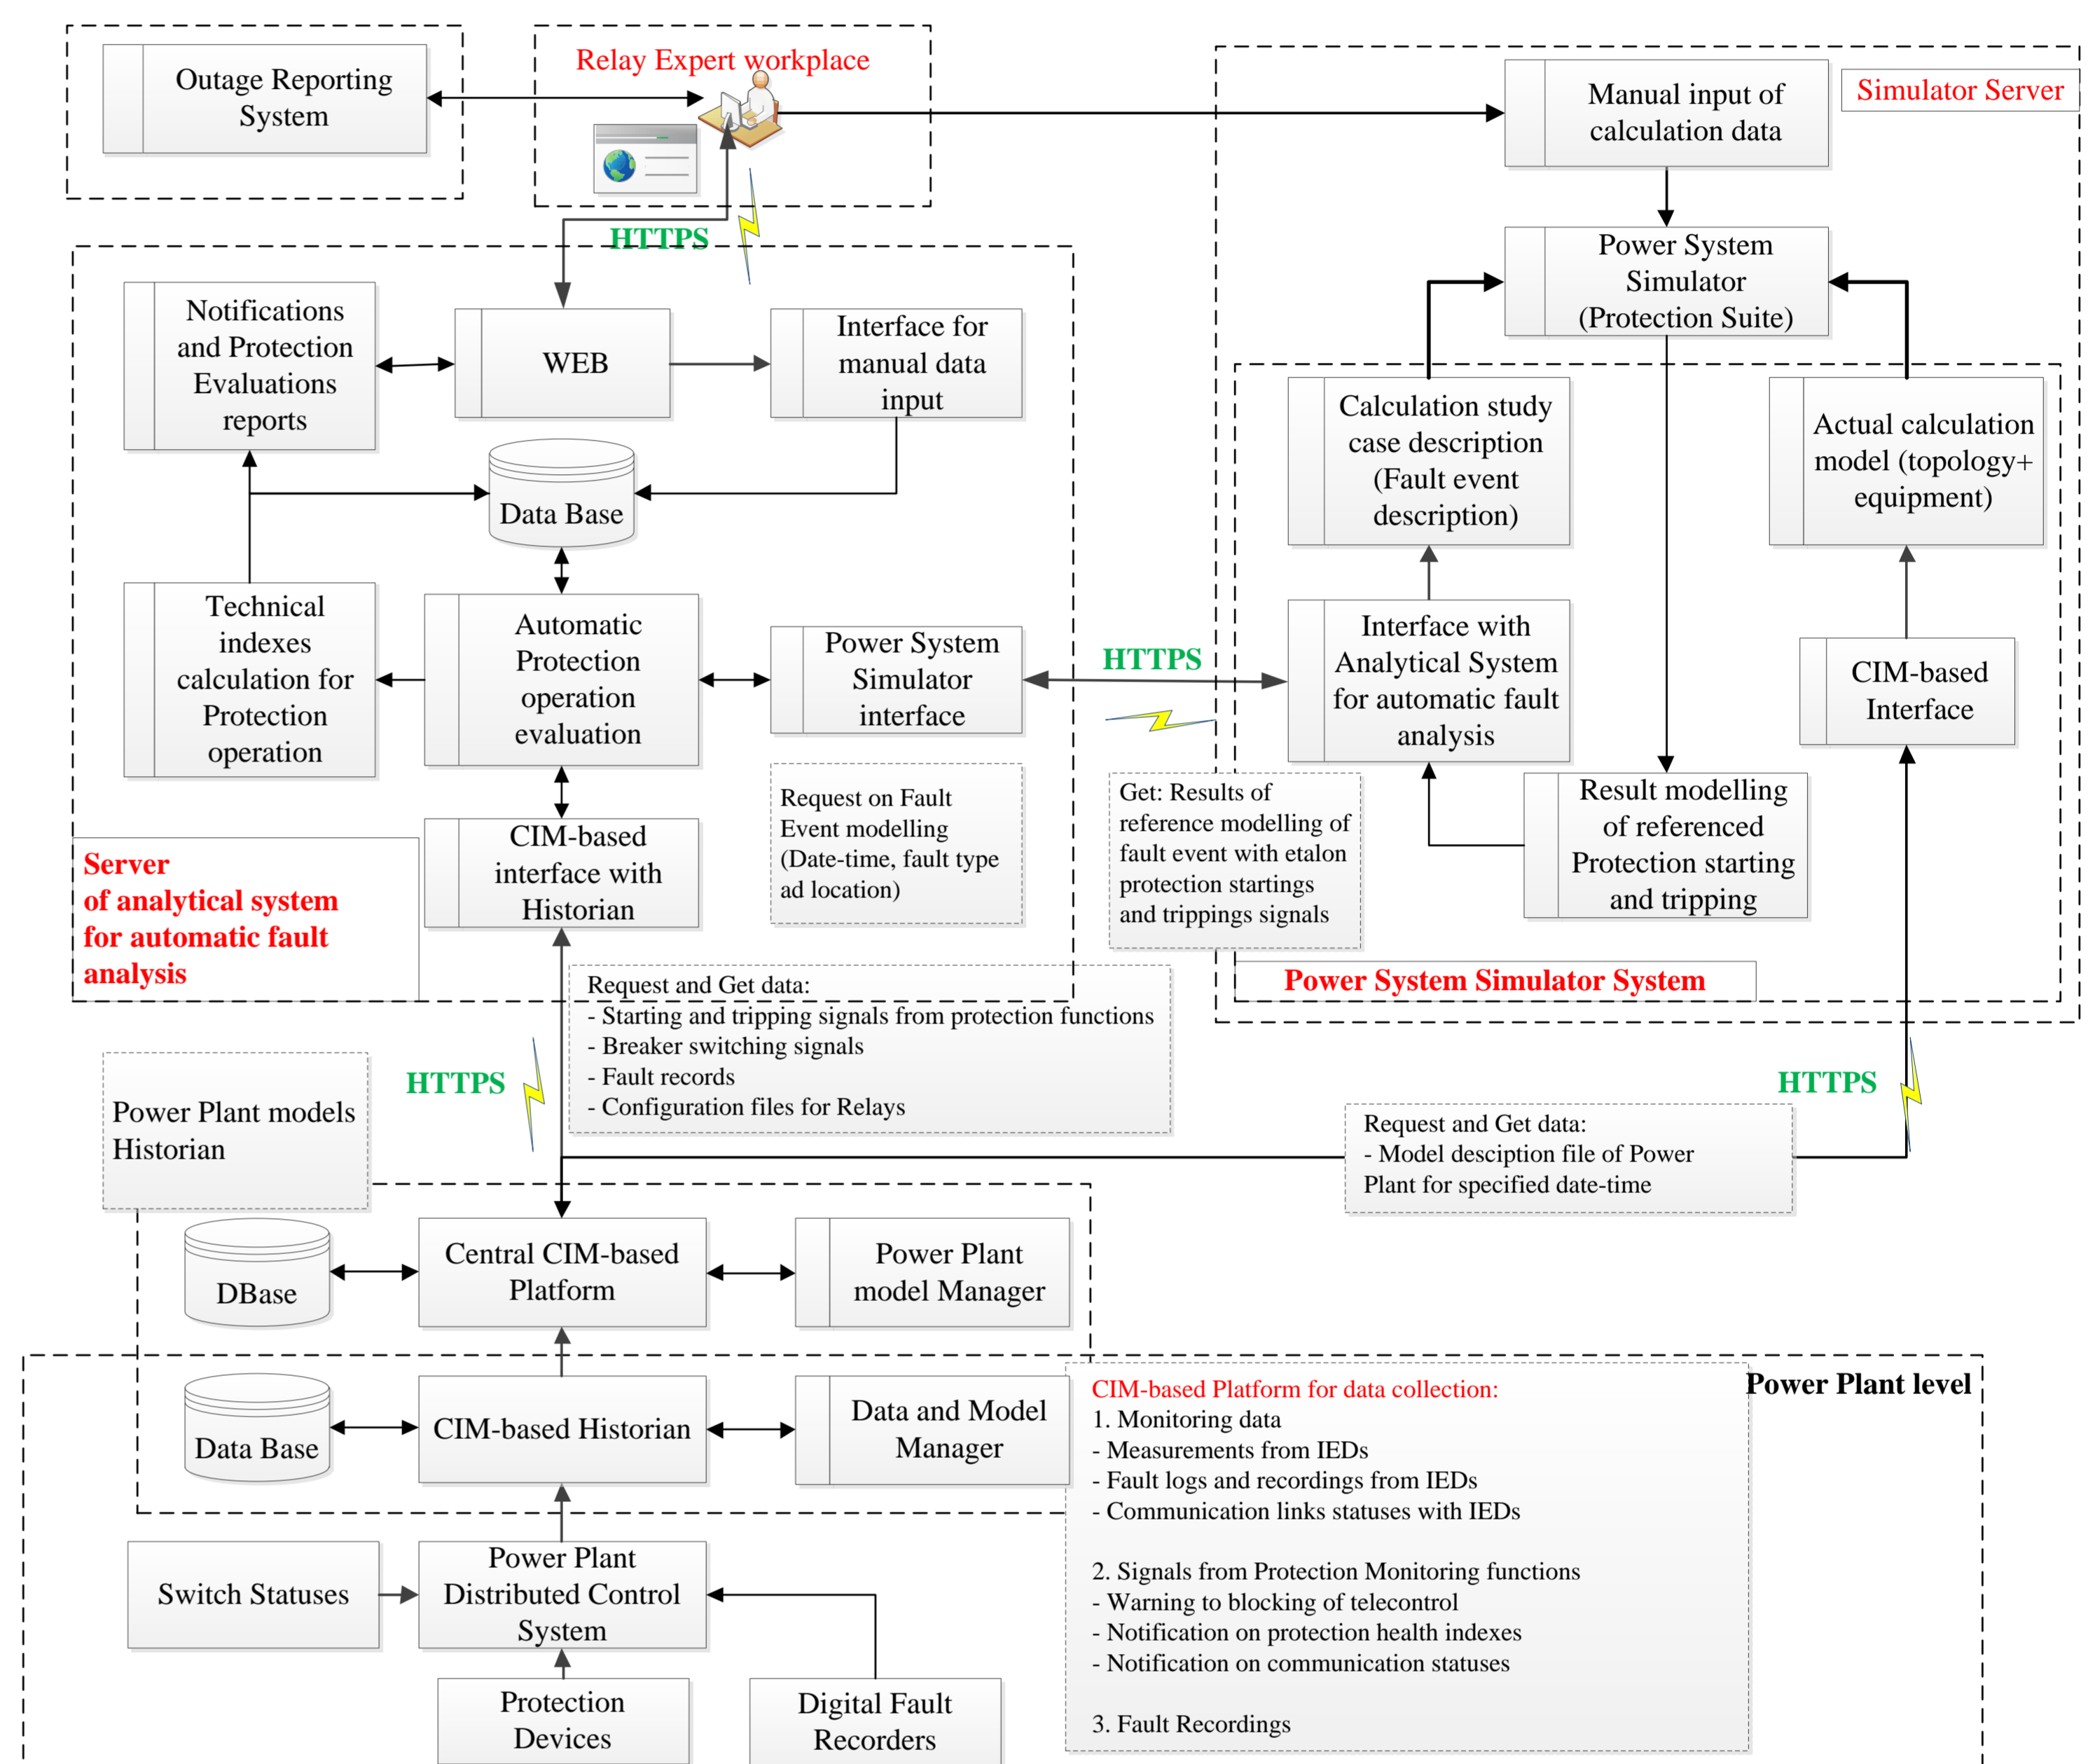 Outage Reporting
System
Relay Expert workplace
Manual input of
calculation data
Simulator Server
HTTPS
Power System
Simulator
(Protection Suite)
Notifications
and Protection
Evaluations
reports
WEB
Interface for
manual data
input
Calculation study
case description
(Fault event
description)
Actual calculation
model (topology+
equipment)
Data Base
Technical
indexes
calculation for
Protection
operation
Automatic
Protection
operation
evaluation
Power System
Simulator
interface
HTTPS
Interface with
Analytical System
for automatic fault
analysis
CIM-based
Interface
Request on Fault
Event modelling
(Date-time, fault type
ad location)
Get: Results of
reference modelling of
fault event with etalon
protection startings
and trippings signals
Result modelling
of referenced
Protection starting
and tripping
Server
of analytical system
for automatic fault
analysis
CIM-based
interface with
Historian
Power System Simulator System
Request and Get data:
- Starting and tripping signals from protection functions
- Breaker switching signals
- Fault records
- Configuration files for Relays
HTTPS
HTTPS
Power Plant models
Historian
Request and Get data:
- Model desciption file of Power
Plant for specified date-time
DBase
Central CIM-based
Platform
Power Plant
model Manager
Data Base
CIM-based Historian
Data and Model
Manager
Power Plant level
CIM-based Platform for data collection:
1. Monitoring data
- Measurements from IEDs
- Fault logs and recordings from IEDs
- Communication links statuses with IEDs
2. Signals from Protection Monitoring functions
- Warning to blocking of telecontrol
- Notification on protection health indexes
- Notification on communication statuses
3. Fault Recordings
Switch Statuses
Power Plant
Distributed Control
System
Protection
Devices
Digital Fault
Recorders